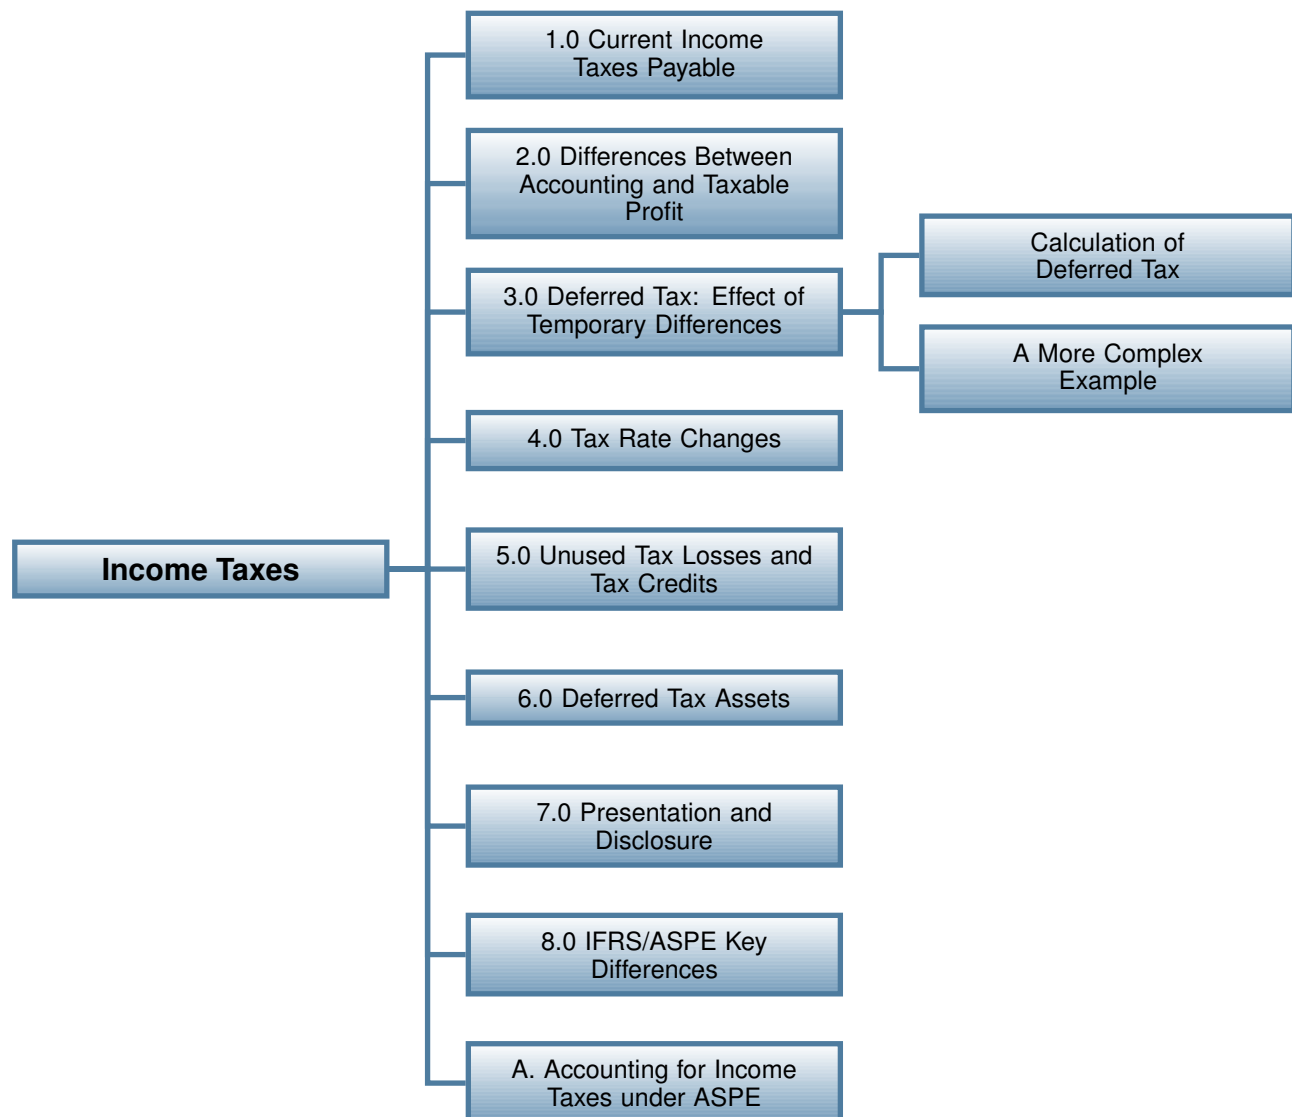 1.0 Current Income
Taxes Payable
2.0 Differences Between
Accounting and Taxable
Profit
3.0 Deferred Tax: Effect of
Temporary Differences
Calculation of
Deferred Tax
A More Complex
Example
4.0 Tax Rate Changes
Income Taxes
5.0 Unused Tax Losses and
Tax Credits
6.0 Deferred Tax Assets
7.0 Presentation and
Disclosure
8.0 IFRS/ASPE Key
Differences
A. Accounting for Income
Taxes under ASPE